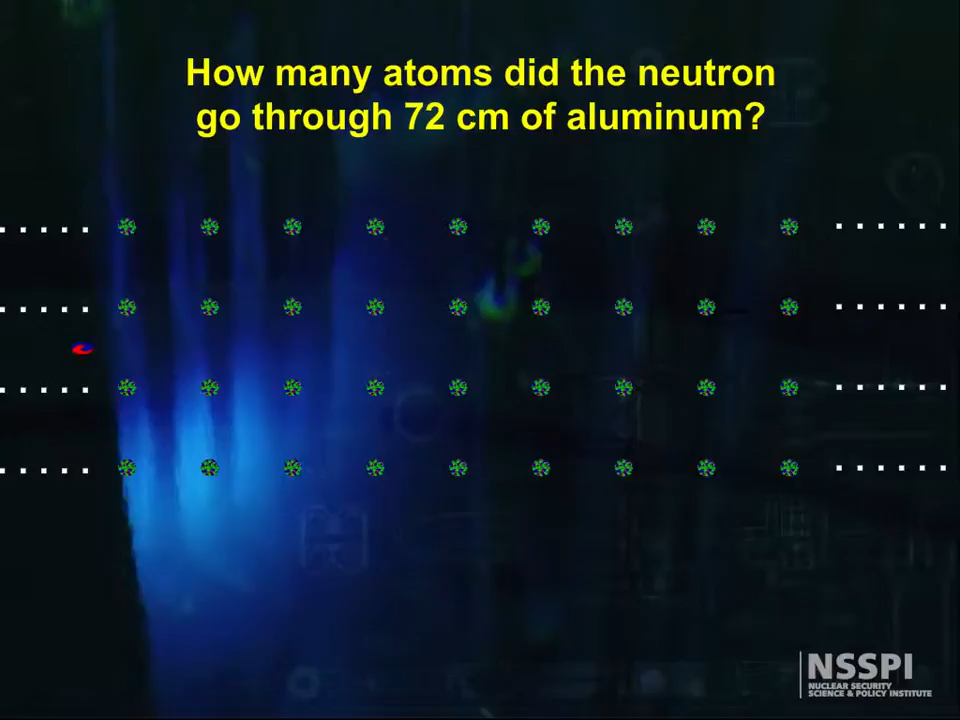 How many atoms did the neutron
go through 72 cm of aluminum?
NSSPI
NUCLEAR SECURITY
SCIENCE & POLICY INSTITUTE